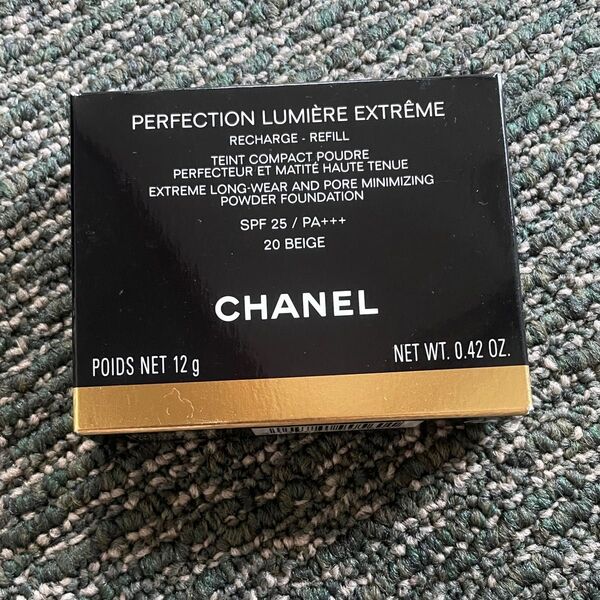 PERFECTION LUMIÈRE EXTRÊME
RECHARGE - REFILL
TEINT COMPACT POUDRE
PERFECTEUR ET MATITÉ HAUTE TENUE
EXTREME LONG-WEAR AND PORE MINIMIZING
POWDER FOUNDATION
SPF 25 / PA+++
20 BEIGE
CHANEL
POIDS NET 12 g
NET WT. 0.42 OZ.